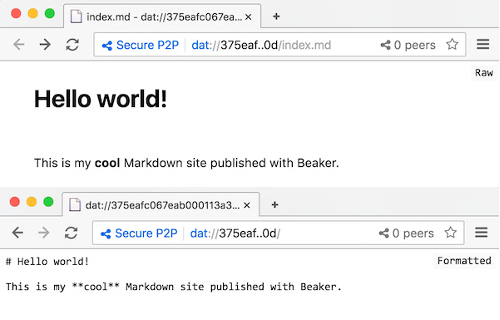 index.md - dat://375eafc067ea...
Secure P2P dat://375eaf..0d/index.md 0 peers
Raw
Hello world!
This is my cool Markdown site published with Beaker.
dat://375eafc067eab000113a3...
Secure P2P dat://375eaf..0d/ 0 peers
# Hello world! Formatted
This is my **cool** Markdown site published with Beaker.